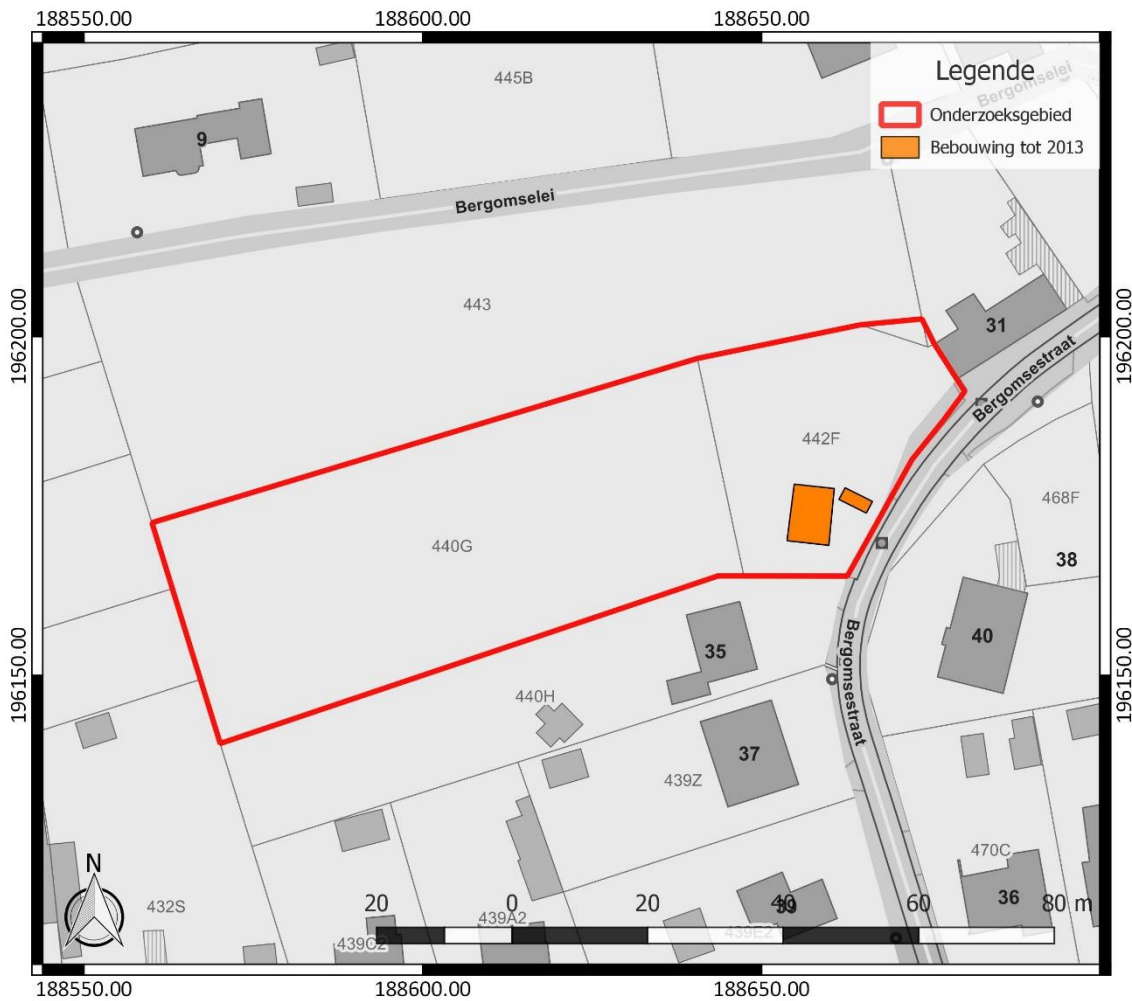 188550.00 188600.00 188650.00
Legende
Onderzoeksgebied
Bebouwing tot 2013
Bergomselei
445B
9
Bergomselei
443
31
196200.00 196200.00
Bergomsestraat
442F
468F
440G
38
40
35
Bergomsestraat
196150.00 196150.00
440H
37
439Z
470C
N
36
432S
20 0 20 40 60 80 m
39
439A2
439E2
439C2
188550.00 188600.00 188650.00